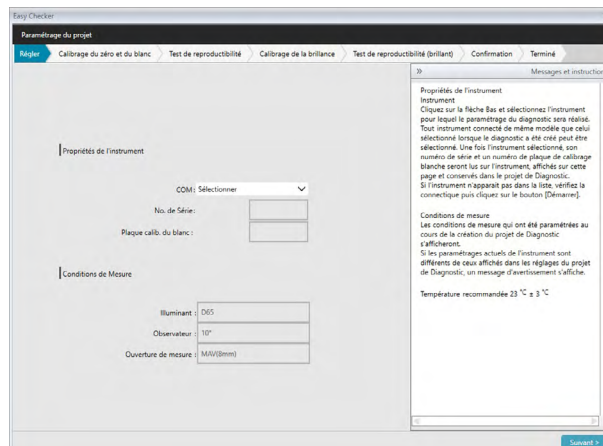 Easy Checker
Paramétrage du projet
Régler Calibrage du zéro et du blanc Test de reproductibilité Calibrage de la brillance Test de reproductibilité (brillant) Confirmation Terminé
» Messages et instruction
Propriétés de l'instrument
COM : Sélectionner
No. de Série:
Plaque calib. du blanc :
Conditions de Mesure
Illuminant : D65
Observateur : 10°
Ouverture de mesure : MAV(8mm)
Propriétés de l'instrument
Instrument
Cliquez sur la flèche Bas et sélectionnez l'instrument
pour lequel le paramétrage du diagnostic sera réalisé.
Tout instrument connecté de même modèle que celui
sélectionné lorsque le diagnostic a été créé peut être
sélectionné. Une fois l'instrument sélectionné, son
numéro de série et un numéro de plaque de calibrage
blanche seront lus sur l'instrument, affichés sur cette
page et conservés dans le projet de Diagnostic.
Si l'instrument n'apparait pas dans la liste, vérifiez la
connectique puis cliquez sur le bouton [Démarrer].
Conditions de mesure
Les conditions de mesure qui ont été paramétrées au
cours de la création du projet de Diagnostic
s'afficheront.
Si les paramétrages actuels de l'instrument sont
différents de ceux affichés dans les réglages du projet
de Diagnostic, un message d'avertissement s'affiche.
Température recommandée 23 °C ± 3 °C
Suivant >